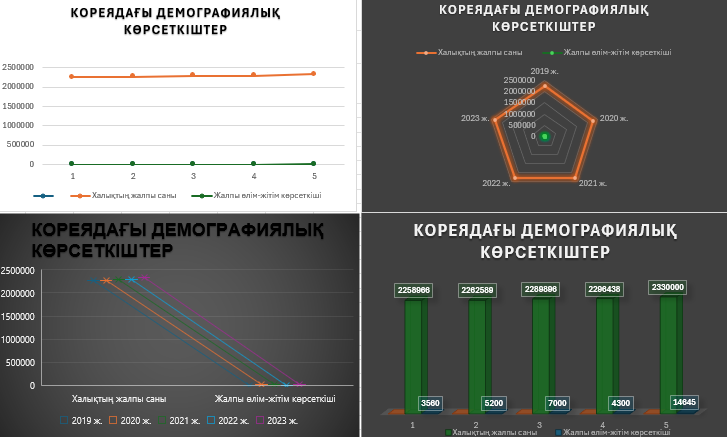 КОРЕЯДАҒЫ ДЕМОГРАФИЯЛЫҚ
КӨРСЕТКІШТЕР
2500000
2000000
1500000
1000000
500000
0
1 2 3 4 5
Халықтың жалпы саны Жалпы өлім-жітім көрсеткіші
КОРЕЯДАҒЫ ДЕМОГРАФИЯЛЫҚ
КӨРСЕТКІШТЕР
Халықтың жалпы саны Жалпы өлім-жітім көрсеткіші
2019 ж.
2500000
2000000
1500000
1000000
500000
0
2023 ж. 2020 ж.
2022 ж. 2021 ж.
КОРЕЯДАҒЫ ДЕМОГРАФИЯЛЫҚ
КӨРСЕТКІШТЕР
2500000
2000000
1500000
1000000
500000
0
Халықтың жалпы саны Жалпы өлім-жітім көрсеткіші
2019 ж. 2020 ж. 2021 ж. 2022 ж. 2023 ж.
КОРЕЯДАҒЫ ДЕМОГРАФИЯЛЫҚ
КӨРСЕТКІШТЕР
2258966 2262589 2289896 2296438 2330000
3560 5200 7000 4300 14645
1 2 3 4 5
Халықтың жалпы саны Жалпы өлім-жітім көрсеткіші